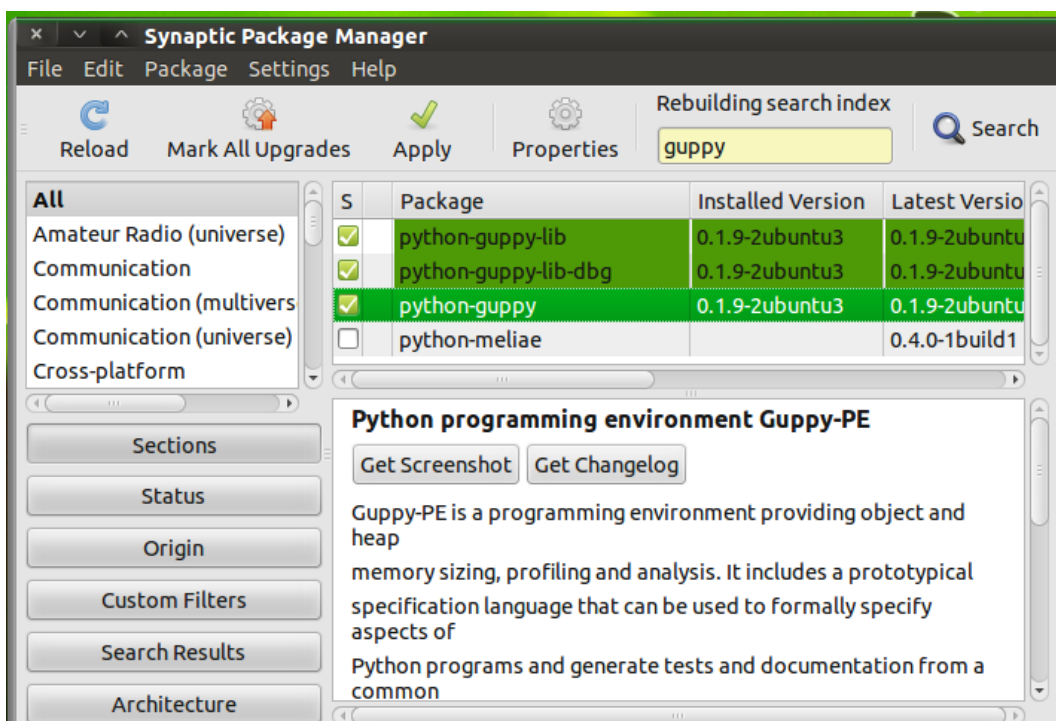 Synaptic Package Manager
File Edit Package Settings Help
Rebuilding search index
Reload Mark All Upgrades Apply Properties guppy Search
All
Amateur Radio (universe)
Communication
Communication (multivers
Communication (universe)
Cross-platform
Sections
Status
Origin
Custom Filters
Search Results
Architecture
S Package Installed Version Latest Versio
python-guppy-lib 0.1.9-2ubuntu3 0.1.9-2ubuntu
python-guppy-lib-dbg 0.1.9-2ubuntu3 0.1.9-2ubuntu
python-guppy 0.1.9-2ubuntu3 0.1.9-2ubuntu
python-meliae 0.4.0-1build1
Python programming environment Guppy-PE
Get Screenshot Get Changelog
Guppy-PE is a programming environment providing object and
heap
memory sizing, profiling and analysis. It includes a prototypical
specification language that can be used to formally specify
aspects of
Python programs and generate tests and documentation from a
common